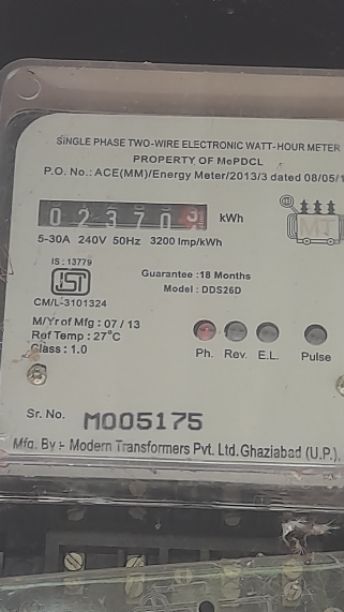 SINGLE PHASE TWO-WIRE ELECTRONIC WATT-HOUR METER
PROPERTY OF MePDCL
P.O. No.: ACE(MM)/Energy Meter/2013/3 dated 08/05/1
0 2 3 7 0 kWh
5-30A 240V 50Hz 3200 Imp/kWh
MT
IS : 13779
ISI
CM/L-3101324
Guarantee :18 Months
Model : DDS26D
M/Yr of Mfg : 07 / 13
Ref Temp : 27°C
Class : 1.0
Ph. Rev. E.L. Pulse
Sr. No. M005175
Mfg. By :- Modern Transformers Pvt. Ltd. Ghaziabad (U.P.).